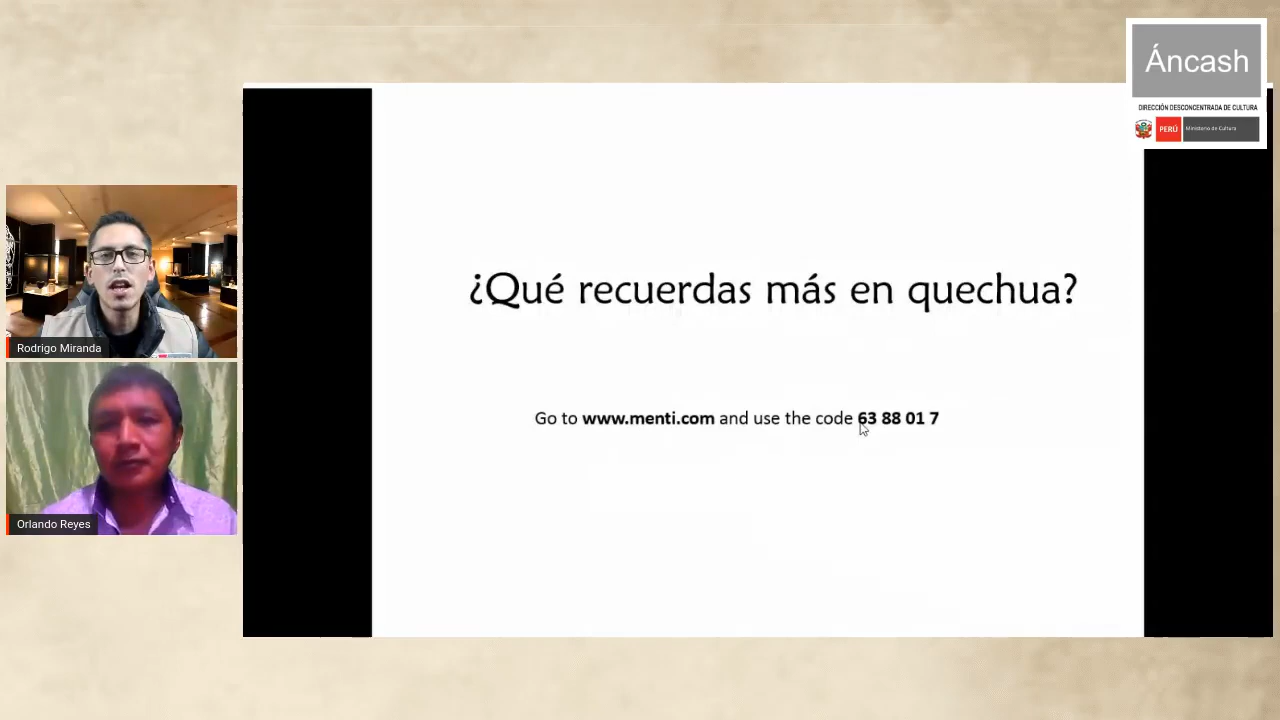 Áncash
DIRECCIÓN DESCONCENTRADA DE CULTURA
PERÚ
Ministerio de Cultura
¿Qué recuerdas más en quechua?
Go to www.menti.com and use the code 63 88 01 7
Rodrigo Miranda
Orlando Reyes